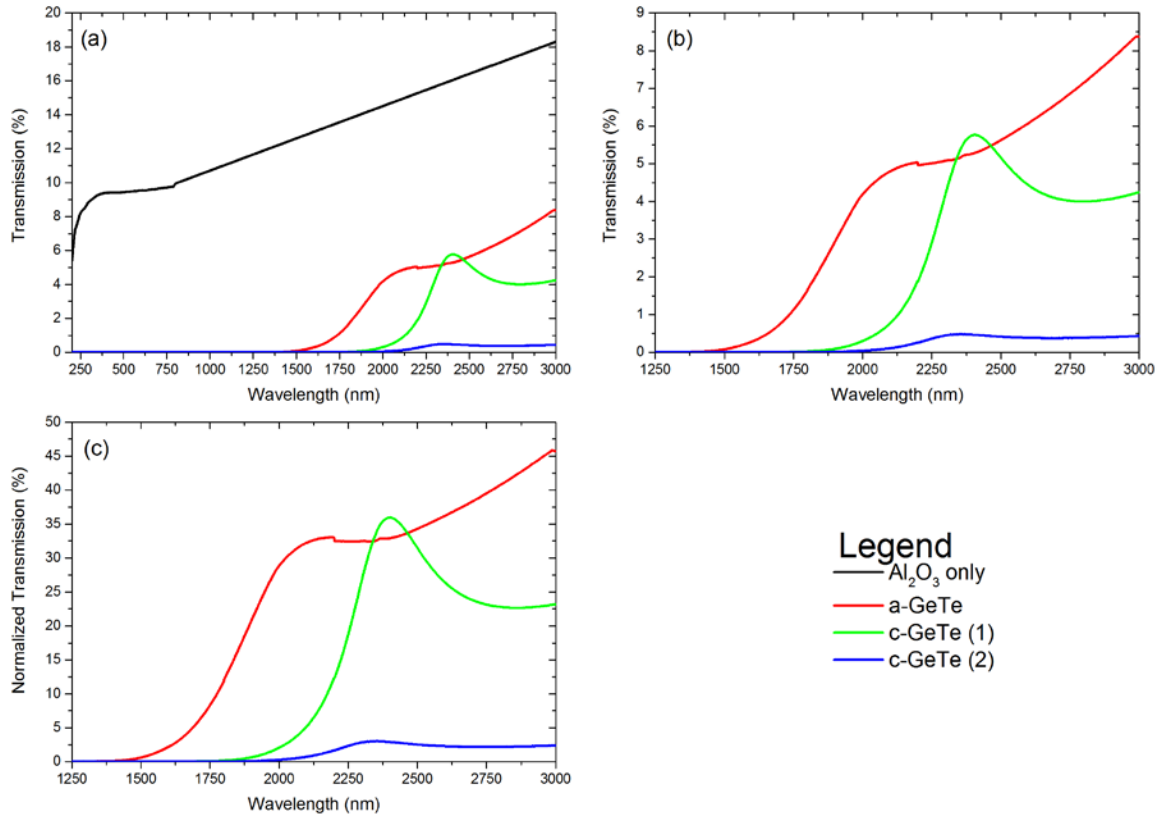 (a)
Transmission (%)
20
18
16
14
12
10
8
6
4
2
0
250 500 750 1000 1250 1500 1750 2000 2250 2500 2750 3000
Wavelength (nm)
(b)
Transmission (%)
9
8
7
6
5
4
3
2
1
0
1250 1500 1750 2000 2250 2500 2750 3000
Wavelength (nm)
(c)
Normalized Transmission (%)
50
45
40
35
30
25
20
15
10
5
0
1250 1500 1750 2000 2250 2500 2750 3000
Wavelength (nm)
Legend
Al₂O₃ only
a-GeTe
c-GeTe (1)
c-GeTe (2)